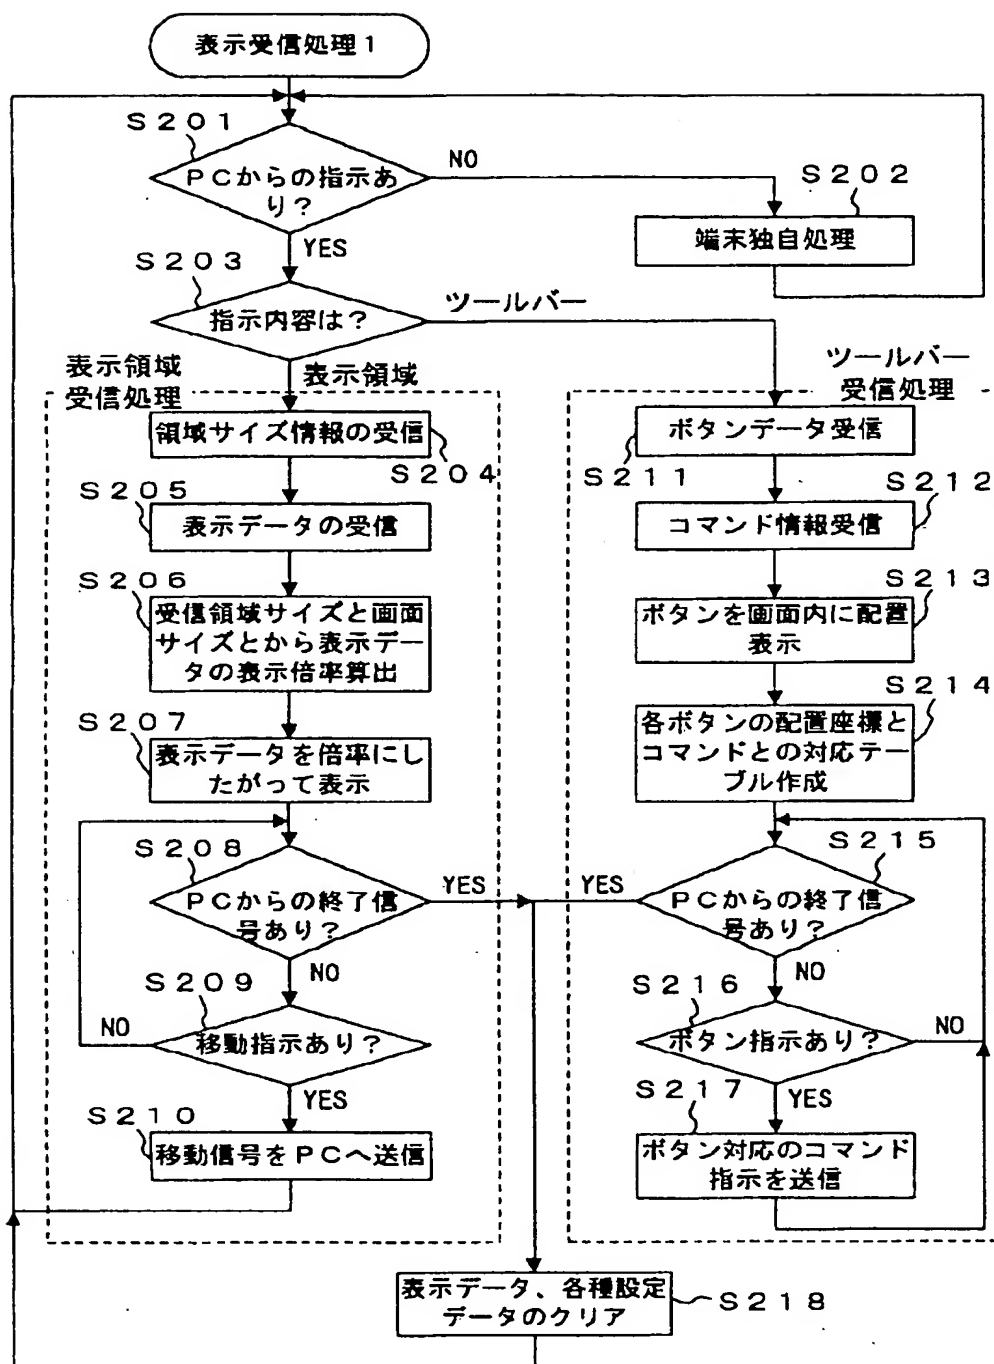 表示受信処理１
Ｓ２０１
ＰＣからの指示あ
り？
NO
YES
Ｓ２０２
端末独自処理
Ｓ２０３
指示内容は？
ツールバー
表示領域
表示領域
受信処理
ツールバー
受信処理
領域サイズ情報の受信
Ｓ２０４
Ｓ２０５
表示データの受信
Ｓ２０６
受信領域サイズと画面
サイズとから表示デー
タの表示倍率算出
Ｓ２０７
表示データを倍率にし
たがって表示
Ｓ２０８
ＰＣからの終了信
号あり？
YES
NO
Ｓ２０９
移動指示あり？
NO
YES
Ｓ２１０
移動信号をＰＣへ送信
ボタンデータ受信
Ｓ２１１
Ｓ２１２
コマンド情報受信
Ｓ２１３
ボタンを画面内に配置
表示
Ｓ２１４
各ボタンの配置座標と
コマンドとの対応テー
ブル作成
Ｓ２１５
ＰＣからの終了信
号あり？
YES
NO
Ｓ２１６
ボタン指示あり？
NO
YES
Ｓ２１７
ボタン対応のコマンド
指示を送信
表示データ、各種設定
データのクリア
Ｓ２１８